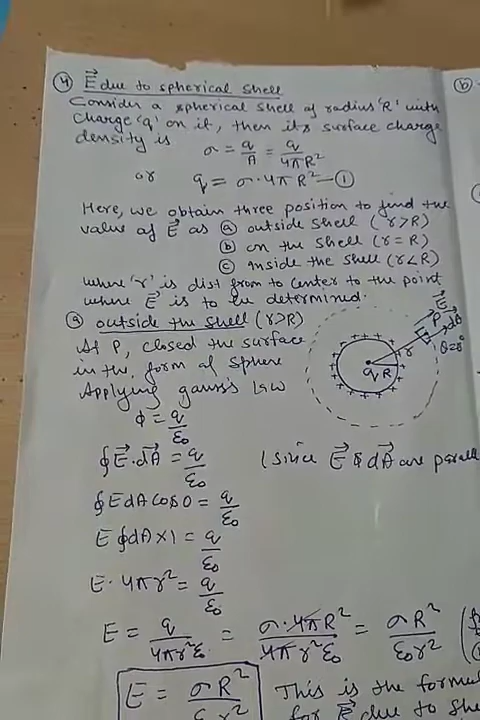 ④ E⃗ due to spherical shell
Consider a spherical shell of radius 'R' with
charge 'q' on it, then its surface charge
density is
σ = q/A = q/4πR²
or q = σ·4πR² — ①
Here, we obtain three position to find the
value of E⃗ as ⓐ outside shell (r>R)
ⓑ on the shell (r=R)
ⓒ inside the shell (r<R)
where 'r' is dist from to center to the point
where E⃗ is to be determined.
ⓐ outside the shell (r>R)
At P, closed the surface
in the form of sphere
Applying gauss's law
ϕ = q/ε₀
∮E⃗·dA⃗ = q/ε₀ (since E⃗ & dA⃗ are
∮EdA cos0 = q/ε₀
E∮dA×1 = q/ε₀
E·4πr² = q/ε₀
E = q/4πr²ε₀ = σ·4πR²/4πr²ε₀ = σR²/ε₀r²
E = σR²/ε₀r² This is the
for E⃗ due to
E⃗
P dA⃗
θ=0°
r
q R
+ + +
ⓑ